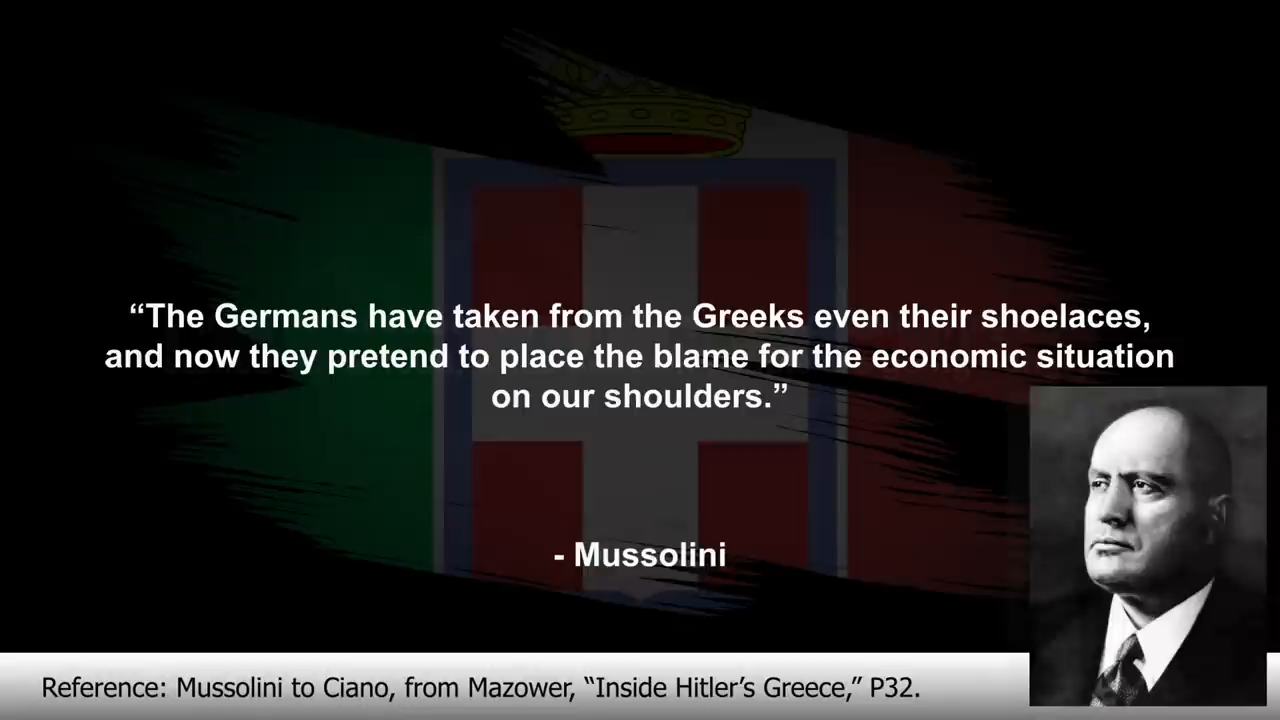 “The Germans have taken from the Greeks even their shoelaces,
and now they pretend to place the blame for the economic situation
on our shoulders.”
- Mussolini
Reference: Mussolini to Ciano, from Mazower, “Inside Hitler’s Greece,” P32.